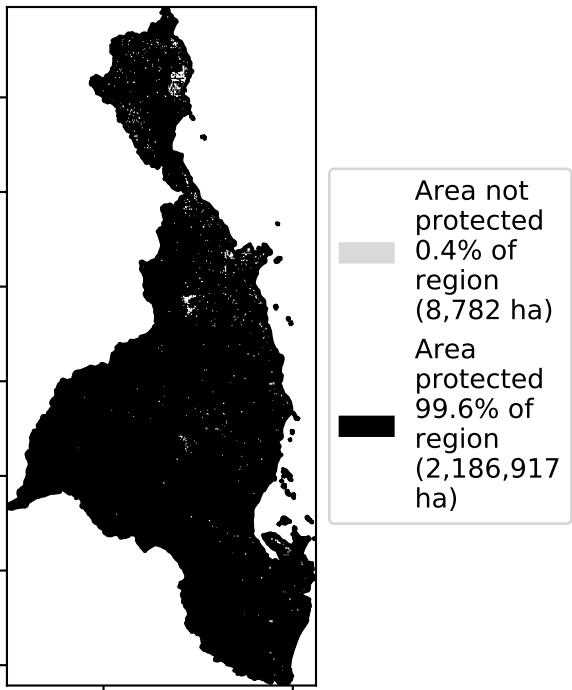 Area not
protected
0.4% of
region
(8,782 ha)
Area
protected
99.6% of
region
(2,186,917
ha)